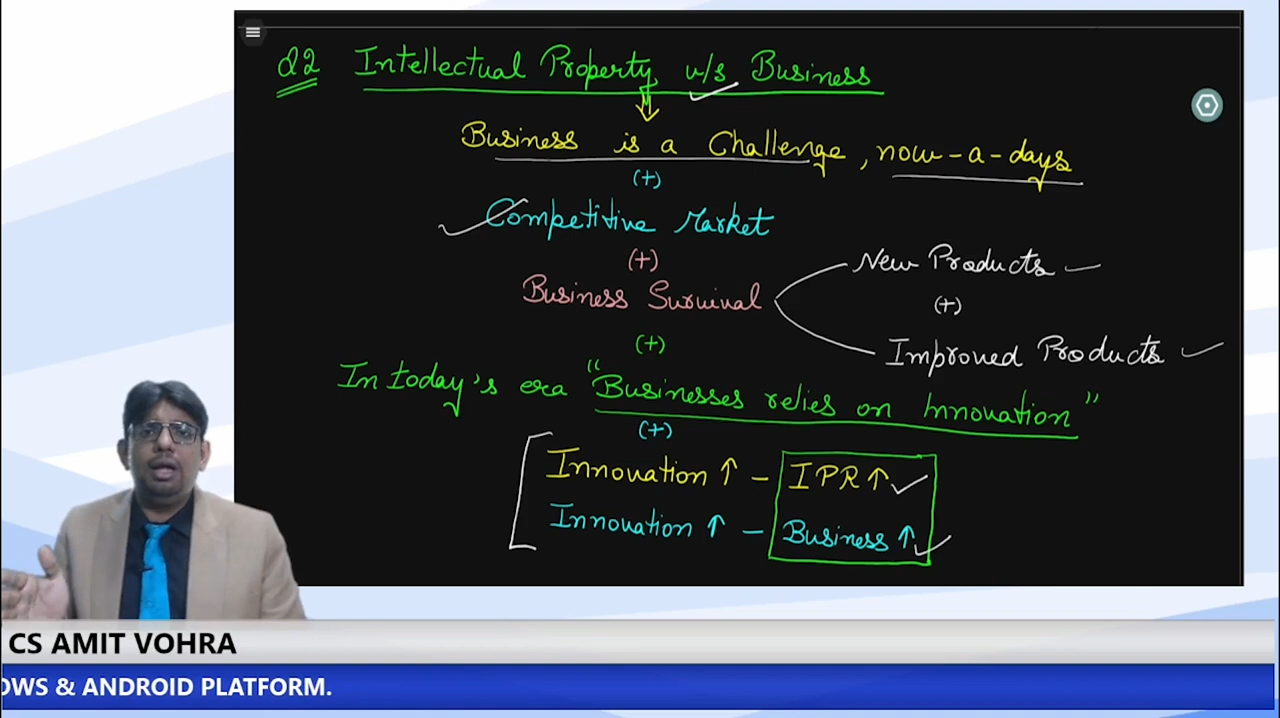 Q2 Intellectual Property v/s Business
Business is a Challenge, now-a-days
(+)
Competitive Market
(+)
Business Survival
New Products
(+)
Improved Products
(+)
In today's era "Businesses relies on Innovation"
(+)
Innovation ↑ - IPR ↑
Innovation ↑ - Business ↑
CS AMIT VOHRA
OWS & ANDROID PLATFORM.